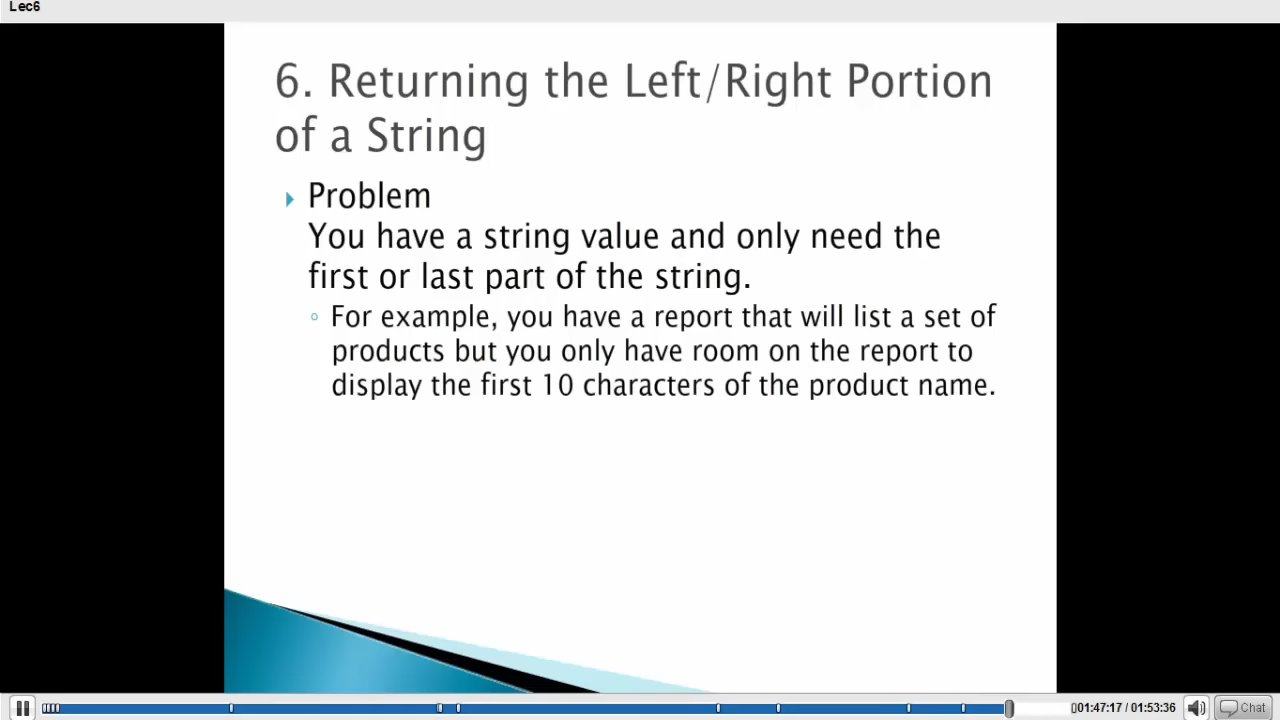 Lec6
6. Returning the Left/Right Portion
of a String
Problem
You have a string value and only need the
first or last part of the string.
For example, you have a report that will list a set of
products but you only have room on the report to
display the first 10 characters of the product name.
01:47:17 / 01:53:36
Chat